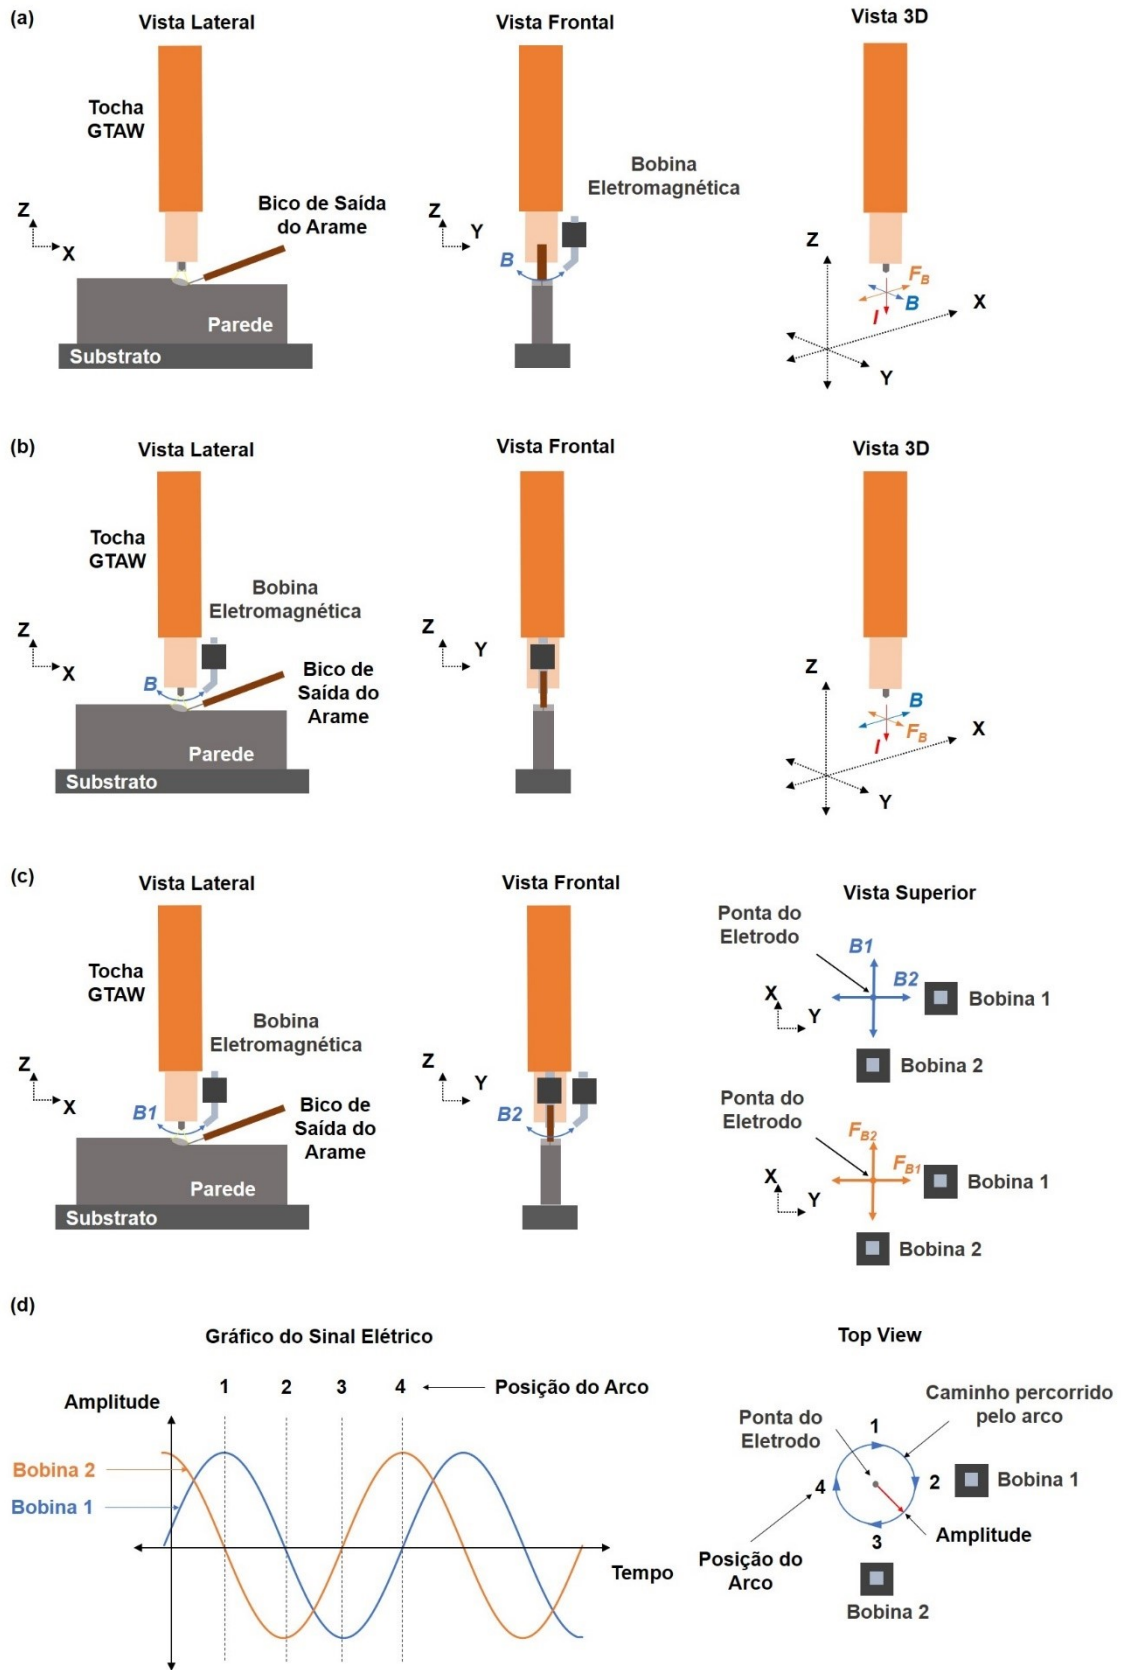 (a)
Vista Lateral
Vista Frontal
Vista 3D
Tocha
GTAW
Bobina
Eletromagnética
Bico de Saída
do Arame
Z
X
Z
Y
B
Z
F_B
B
I
X
Y
Parede
Substrato
(b)
Vista Lateral
Vista Frontal
Vista 3D
Tocha
GTAW
Bobina
Eletromagnética
Z
X
B
Bico de
Saída do
Arame
Z
Y
Z
B
F_B
I
X
Y
Parede
Substrato
(c)
Vista Lateral
Vista Frontal
Vista Superior
Tocha
GTAW
Bobina
Eletromagnética
Z
X
B1
Bico de
Saída do
Arame
Z
Y
B2
Parede
Substrato
Ponta do
Eletrodo
B1
B2
X
Y
Bobina 1
Bobina 2
Ponta do
Eletrodo
F_B2
F_B1
X
Y
Bobina 1
Bobina 2
(d)
Gráfico do Sinal Elétrico
Top View
1 2 3 4
Posição do Arco
Amplitude
Bobina 2
Bobina 1
Tempo
Caminho percorrido
pelo arco
Ponta do
Eletrodo
1
2
3
4
Bobina 1
Amplitude
Posição do
Arco
Bobina 2